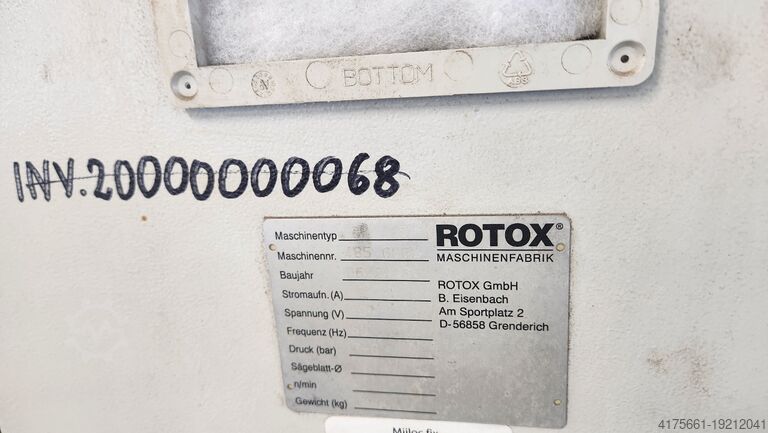 BOTTOM
INV.200000000068
Maschinentyp
ROTOX®
Maschinennr.
MASCHINENFABRIK
Baujahr
ROTOX GmbH
Stromaufn. (A)
B. Eisenbach
Spannung (V)
Am Sportplatz 2
Frequenz (Hz)
D-56858 Grenderich
Druck (bar)
Sägeblatt-Ø
n/min
Gewicht (kg)
4175661-19212041